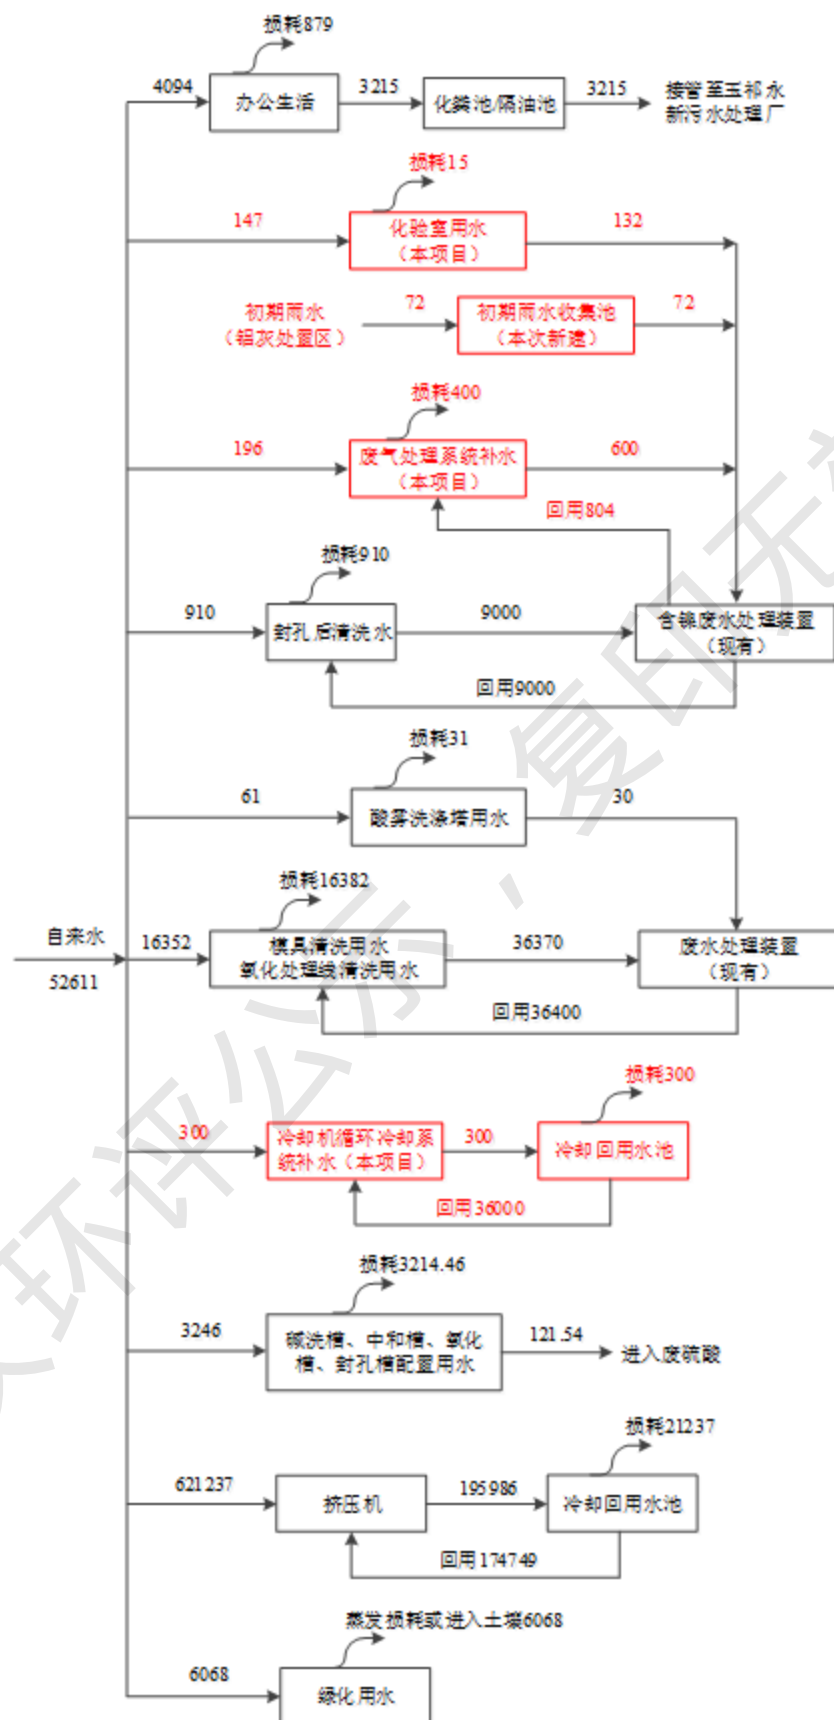 损耗879
4094
办公生活
3215
化粪池/隔油池
3215
接管至玉祁永
新污水处理厂
损耗15
147
化验室用水
（本项目）
132
初期雨水
（铝灰处置区）
72
初期雨水收集池
（本次新建）
72
损耗400
196
废气处理系统补水
（本项目）
600
回用804
损耗910
910
封孔后清洗水
9000
含镍废水处理装置
（现有）
回用9000
损耗31
61
酸雾洗涤塔用水
30
损耗16382
自来水
52611
16352
模具清洗用水
氧化处理线清洗用水
36370
废水处理装置
（现有）
回用36400
损耗300
300
冷却机循环冷却系
统补水（本项目）
300
冷却回用水池
回用36000
损耗3214.46
3246
碱洗槽、中和槽、氧化
槽、封孔槽配置用水
121.54
进入废硫酸
损耗21237
621237
挤压机
195986
冷却回用水池
回用174749
蒸发损耗或进入土壤6068
6068
绿化用水
环评公示，复印无